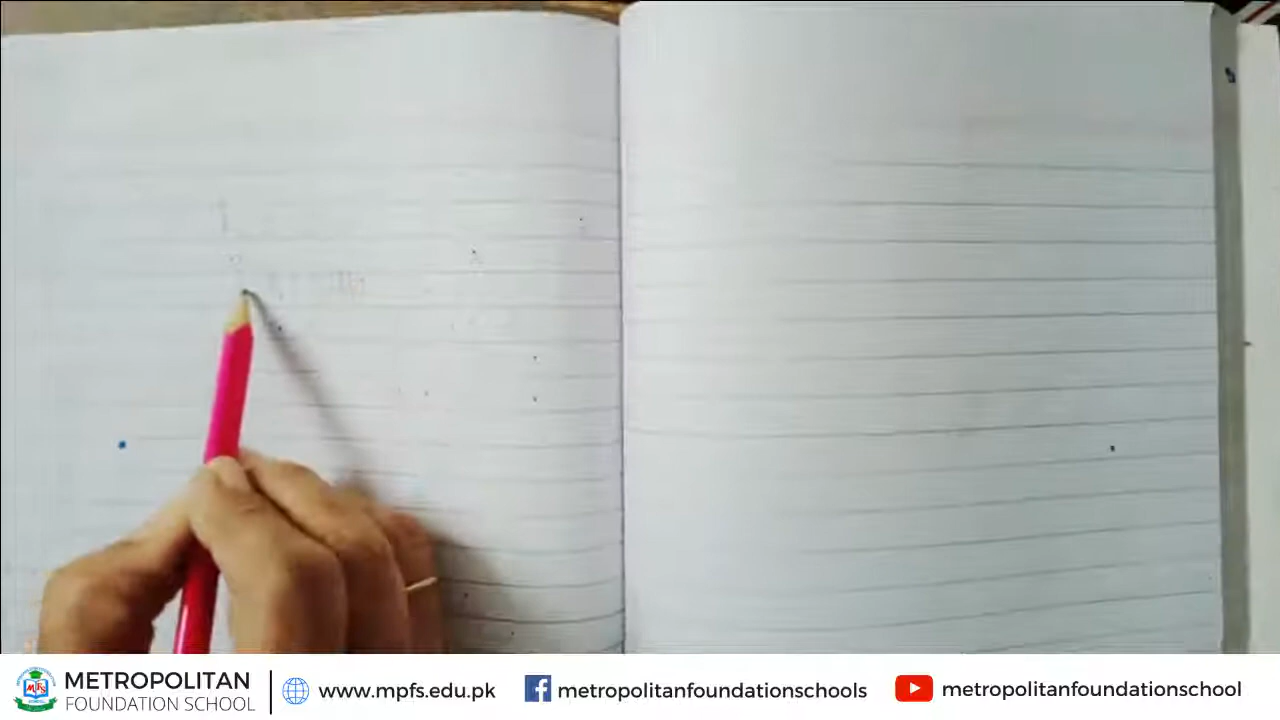 METROPOLITAN
FOUNDATION SCHOOL
www.mpfs.edu.pk
metropolitanfoundationschools
metropolitanfoundationschool